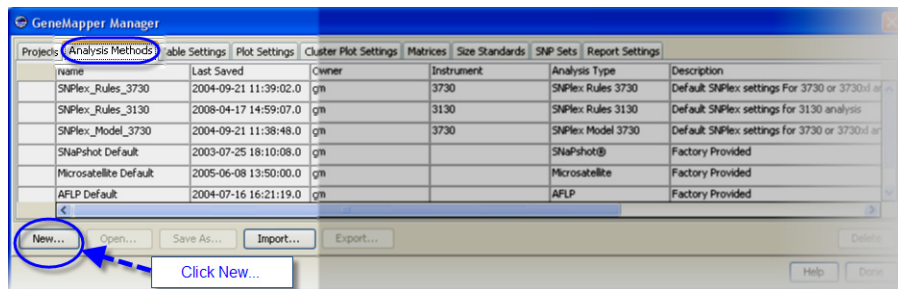 GeneMapper Manager
Projects Analysis Methods able Settings Plot Settings Cluster Plot Settings Matrices Size Standards SNP Sets Report Settings
Name Last Saved Owner Instrument Analysis Type Description
SNPlex_Rules_3730 2004-09-21 11:39:02.0 gm 3730 SNPlex Rules 3730 Default SNPlex settings For 3730 or 3730xl ar
SNPlex_Rules_3130 2008-04-17 14:59:07.0 gm 3130 SNPlex Rules 3130 Default SNPlex settings for 3130 analysis
SNPlex_Model_3730 2004-09-21 11:38:48.0 gm 3730 SNPlex Model 3730 Default SNPlex settings for 3730 or 3730xl ar
SNaPshot Default 2003-07-25 18:10:08.0 gm SNaPshot® Factory Provided
Microsatellite Default 2005-06-08 13:50:00.0 gm Microsatellite Factory Provided
AFLP Default 2004-07-16 16:21:19.0 gm AFLP Factory Provided
New... Open... Save As... Import... Export... Delete
Click New...
Help Done